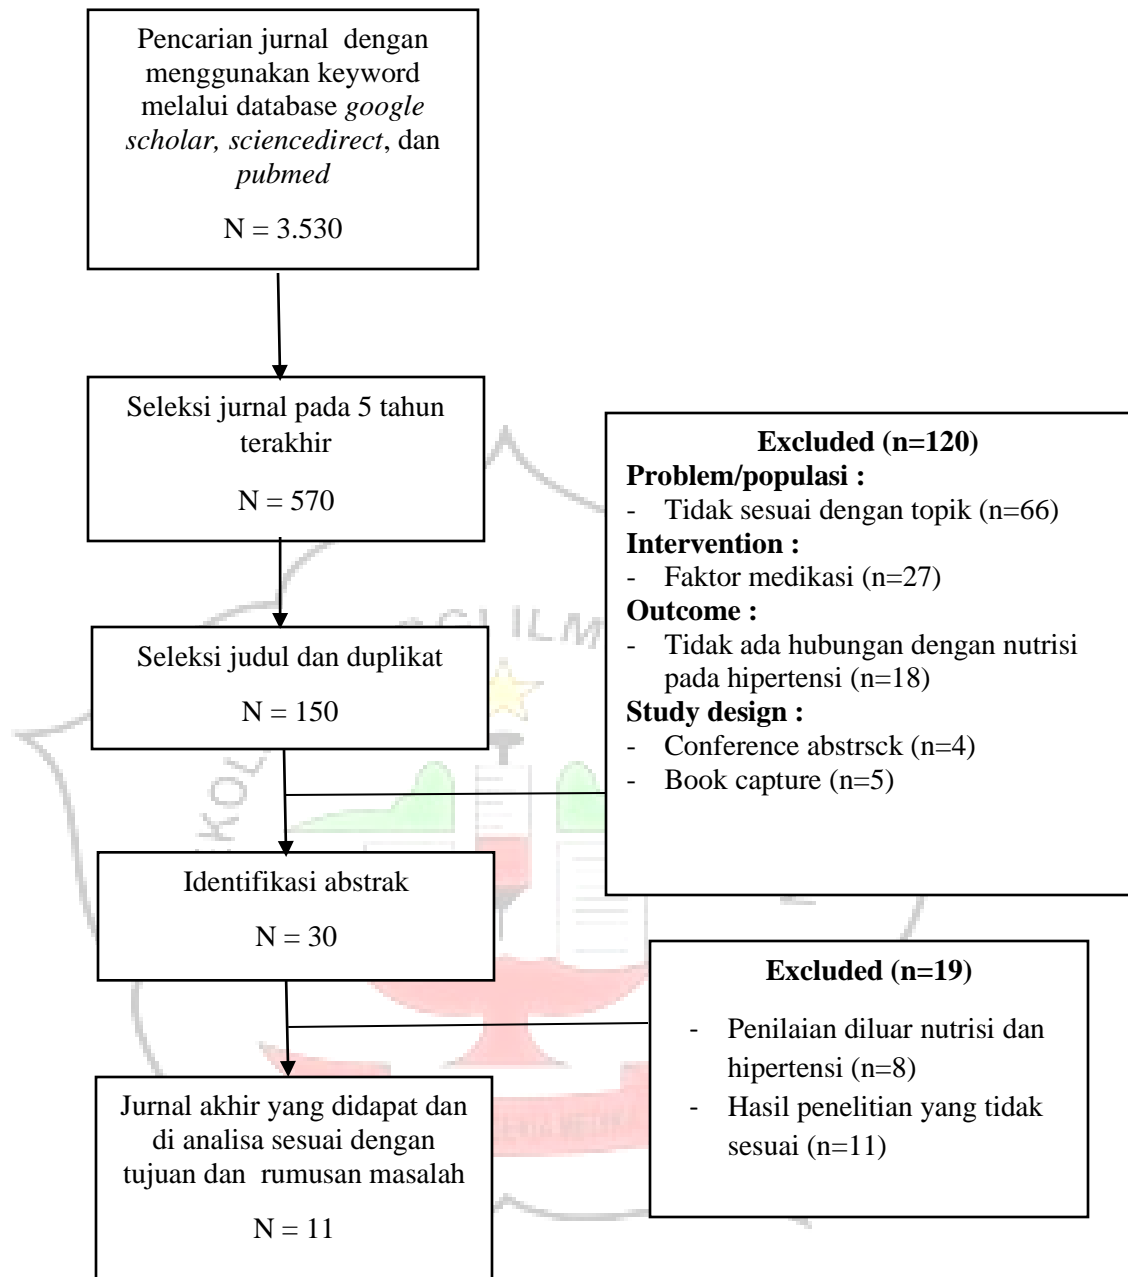 Pencarian jurnal dengan
menggunakan keyword
melalui database google
scholar, sciencedirect, dan
pubmed
N = 3.530
Seleksi jurnal pada 5 tahun
terakhir
N = 570
Seleksi judul dan duplikat
N = 150
Excluded (n=120)
Problem/populasi :
- Tidak sesuai dengan topik (n=66)
Intervention :
- Faktor medikasi (n=27)
Outcome :
- Tidak ada hubungan dengan nutrisi
pada hipertensi (n=18)
Study design :
- Conference abstrsck (n=4)
- Book capture (n=5)
Identifikasi abstrak
N = 30
Excluded (n=19)
- Penilaian diluar nutrisi dan
hipertensi (n=8)
- Hasil penelitian yang tidak
sesuai (n=11)
Jurnal akhir yang didapat dan
di analisa sesuai dengan
tujuan dan rumusan masalah
N = 11